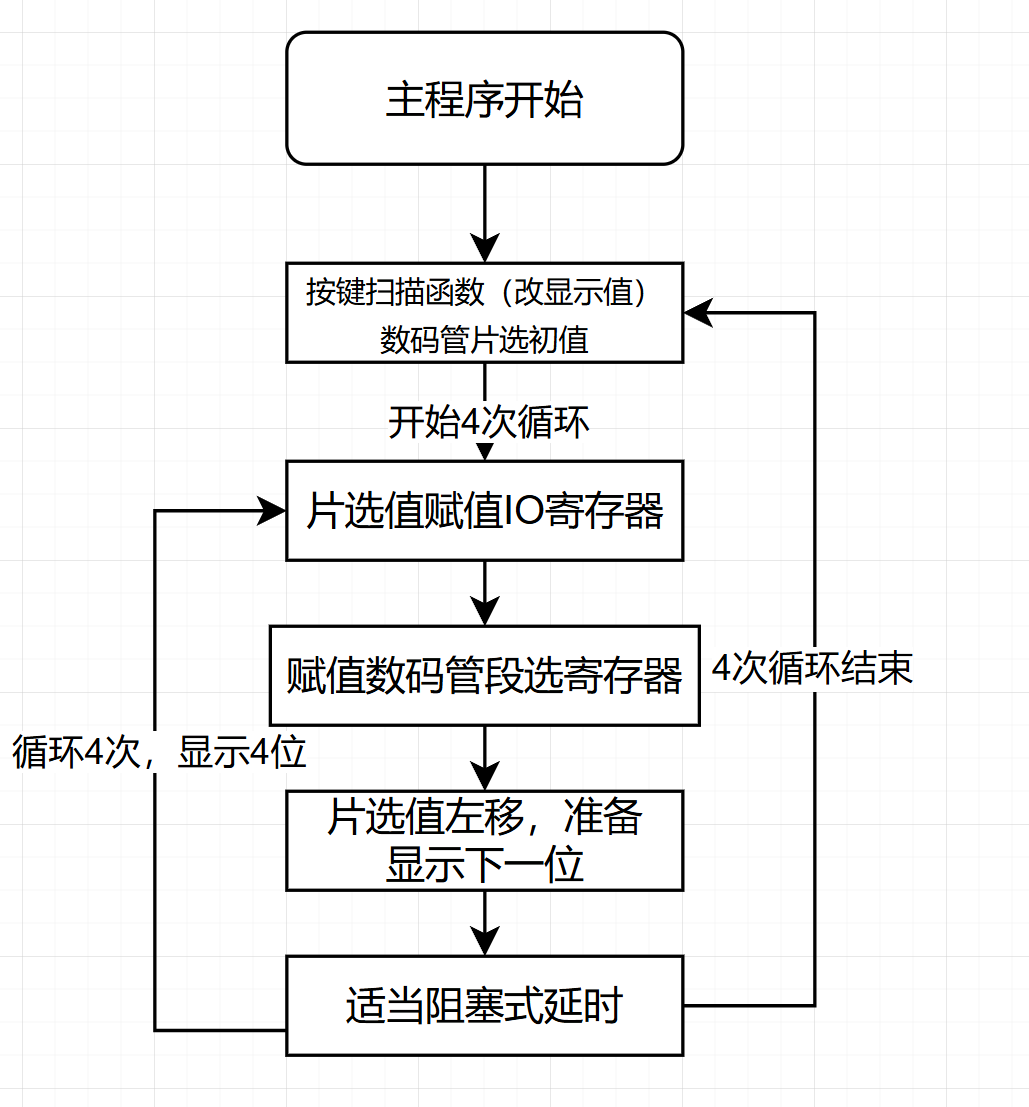 主程序开始
按键扫描函数（改显示值）
数码管片选初值
开始4次循环
片选值赋值IO寄存器
赋值数码管段选寄存器
4次循环结束
循环4次，显示4位
片选值左移，准备
显示下一位
适当阻塞式延时